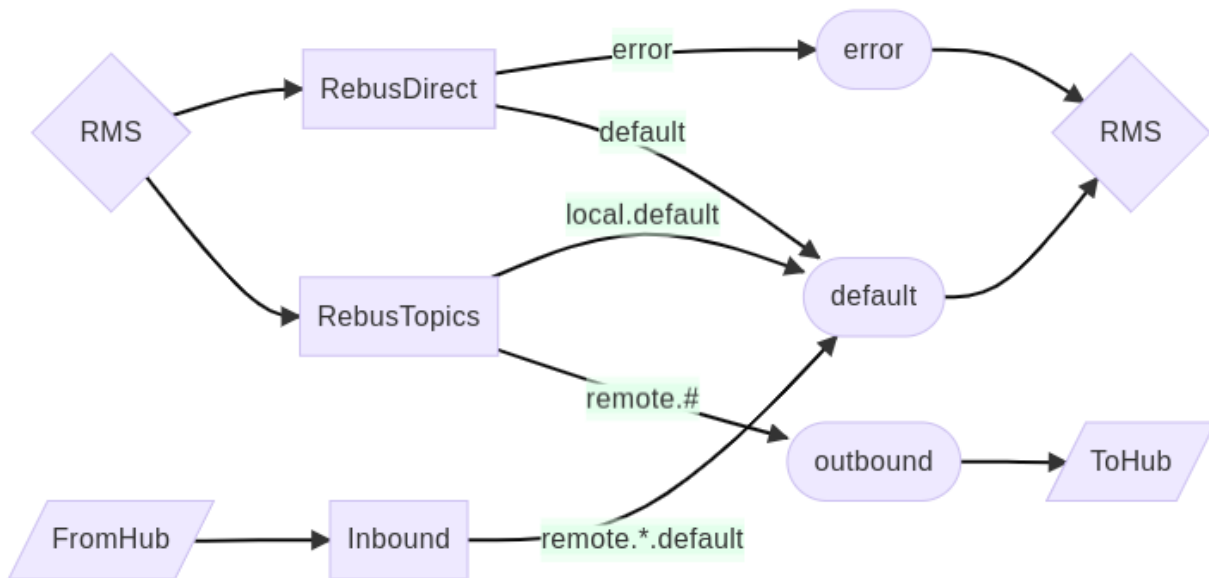 error
error
RebusDirect
RMS
default
RMS
local.default
default
RebusTopics
remote.#
outbound
ToHub
FromHub
Inbound
remote.*.default